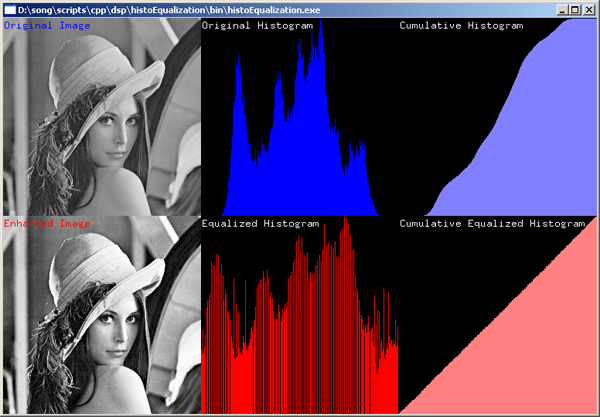 D:\song\scripts\cpp\dsp\histoEqualization\bin\histoEqualization.exe
Original Image
Original Histogram
Cumulative Histogram
Enhanced Image
Equalized Histogram
Cumulative Equalized Histogram